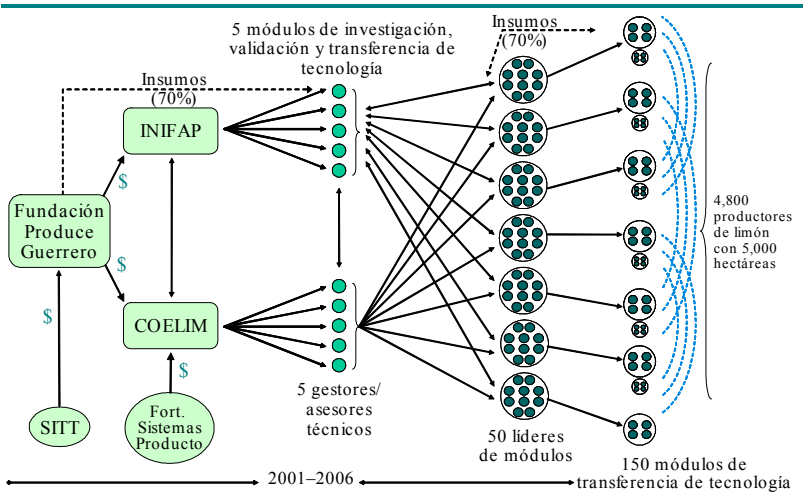 5 módulos de investigación,
validación y transferencia de
tecnología
Insumos
(70%)
Insumos
(70%)
INIFAP
$
Fundación
Produce
Guerrero
$
$
COELIM
$
SITT
Fort.
Sistemas
Producto
5 gestores/
asesores
técnicos
50 líderes
de módulos
4,800
productores
de limón
con 5,000
hectáreas
150 módulos de
transferencia de tecnología
2001–2006